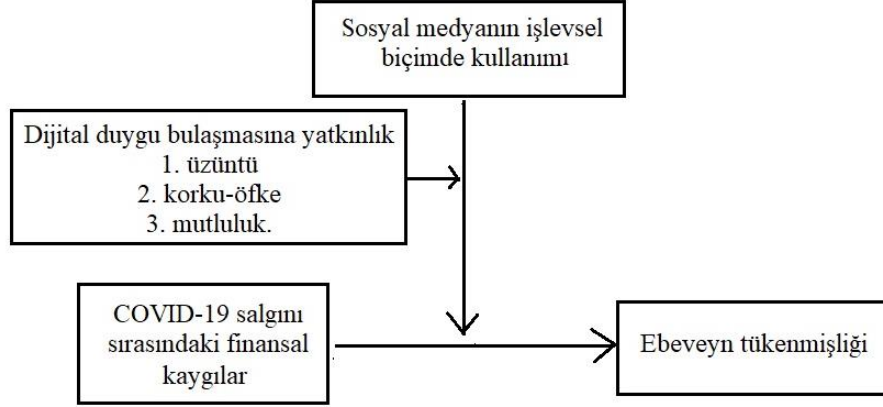 Sosyal medyanın işlevsel
biçimde kullanımı
Dijital duygu bulaşmasına yatkınlık
1. üzüntü
2. korku-öfke
3. mutluluk.
COVID-19 salgını
sırasındaki finansal
kaygılar
Ebeveyn tükenmişliği